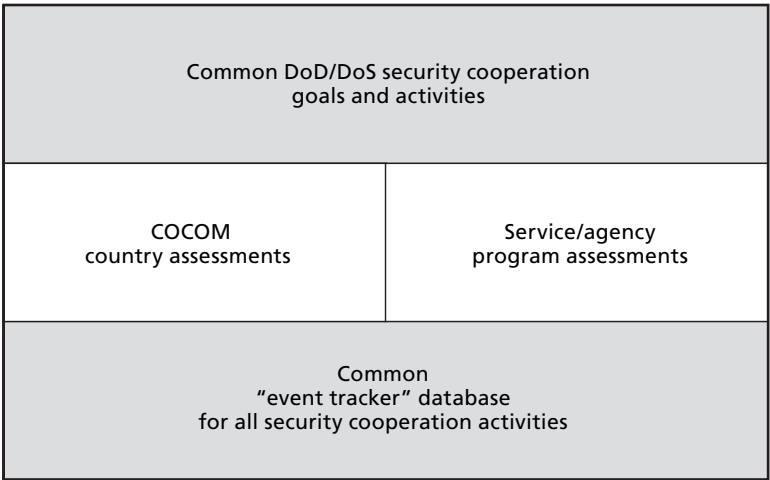 Common DoD/DoS security cooperation
goals and activities
COCOM
country assessments
Service/agency
program assessments
Common
“event tracker” database
for all security cooperation activities